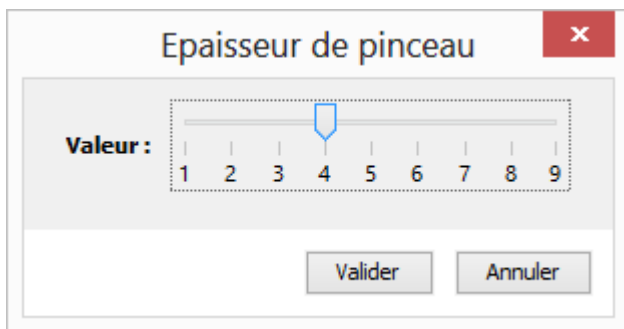 Epaisseur de pinceau
Valeur :
1 2 3 4 5 6 7 8 9
Valider Annuler